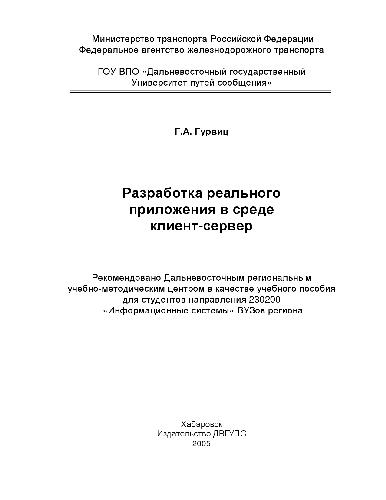 Министерство транспорта Российской Федерации
Федеральное агентство железнодорожного транспорта
ГОУ ВПО «Дальневосточный государственный
Университет путей сообщения»
Г.А. Гурвиц
Разработка реального
приложения в среде
клиент-сервер
Рекомендовано Дальневосточным региональным
учебно-методическим центром в качестве учебного пособия
для студентов направления 230200
«Информационные системы» ВУЗов региона
Хабаровск
Издательство ДВГУПС
2005